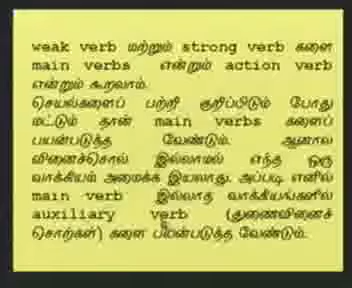 weak verb மற்றும் strong verb களை
main verbs என்றும் action verb
என்றும் கூறலாம்.
செயல்களைப் பற்றி குறிப்பிடும் போது
மட்டும் தான் main verbs களைப்
பயன்படுத்த வேண்டும். ஆனால்
வினைச்சொல் இல்லாமல் எந்த ஒரு
வாக்கியம் அமைக்க இயலாது. அப்படி எனில்
main verb இல்லாத வாக்கியங்களில்
auxiliary verb (துணைவினைச்
சொற்கள்) களை பயன்படுத்த வேண்டும்.